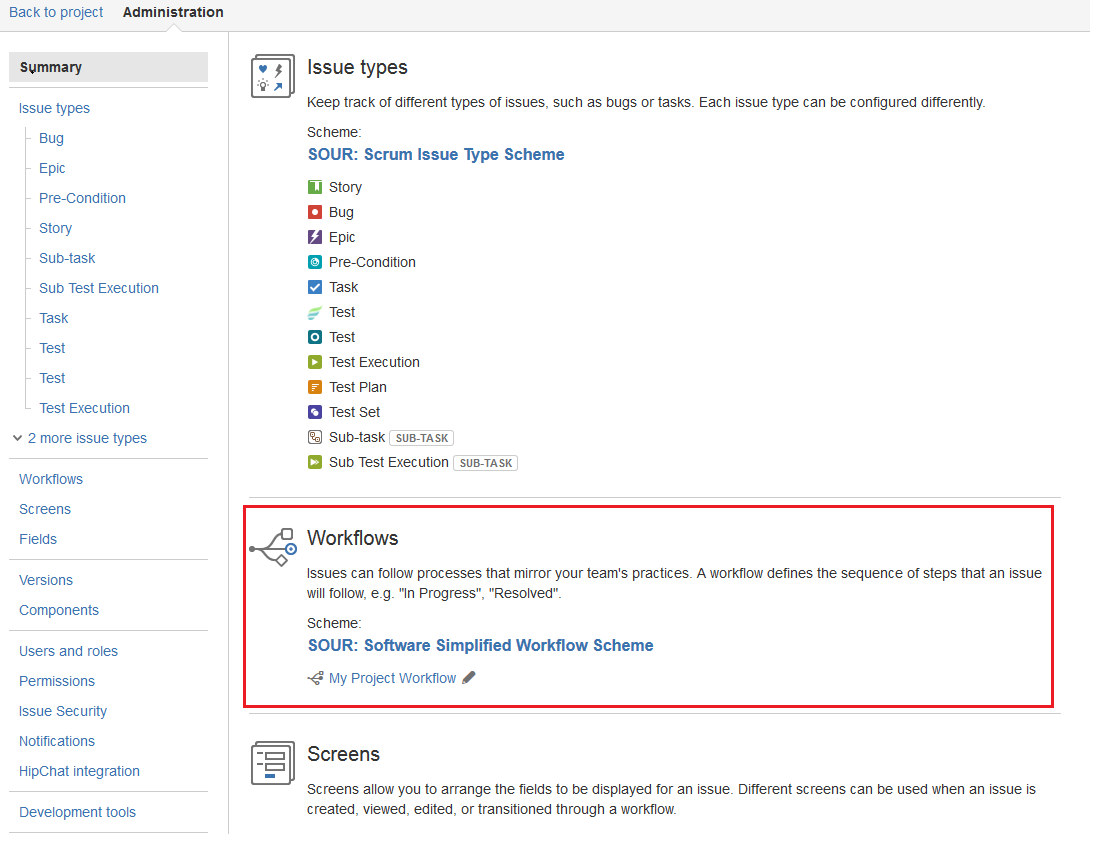 Back to project Administration
Summary
Issue types
Bug
Epic
Pre-Condition
Story
Sub-task
Sub Test Execution
Task
Test
Test
Test Execution
2 more issue types
Workflows
Screens
Fields
Versions
Components
Users and roles
Permissions
Issue Security
Notifications
HipChat integration
Development tools
Issue types
Keep track of different types of issues, such as bugs or tasks. Each issue type can be configured differently.
Scheme:
SOUR: Scrum Issue Type Scheme
Story
Bug
Epic
Pre-Condition
Task
Test
Test
Test Execution
Test Plan
Test Set
Sub-task SUB-TASK
Sub Test Execution SUB-TASK
Workflows
Issues can follow processes that mirror your team's practices. A workflow defines the sequence of steps that an issue
will follow, e.g. "In Progress", "Resolved".
Scheme:
SOUR: Software Simplified Workflow Scheme
My Project Workflow
Screens
Screens allow you to arrange the fields to be displayed for an issue. Different screens can be used when an issue is
created, viewed, edited, or transitioned through a workflow.